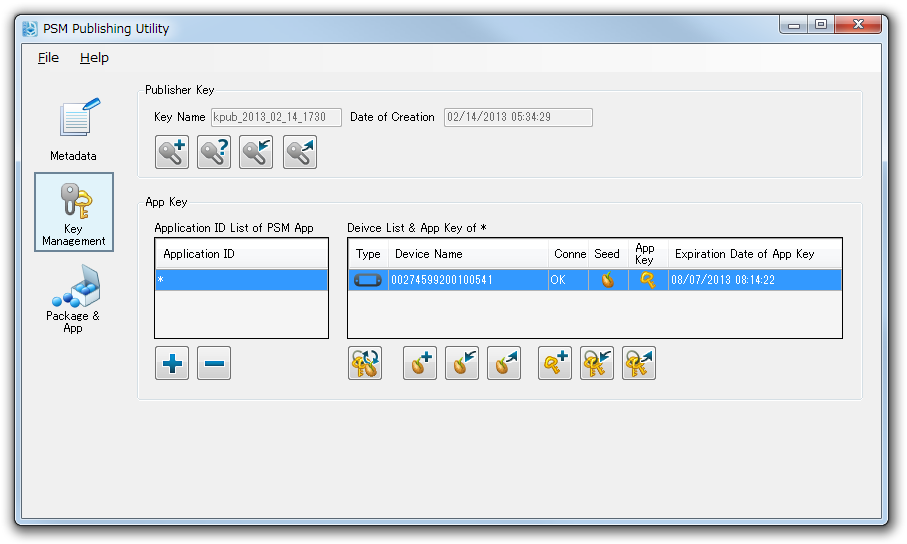 PSM Publishing Utility
File Help
Publisher Key
Key Name kpub_2013_02_14_1730 Date of Creation 02/14/2013 05:34:29
Metadata
Key
Management
Package &
App
App Key
Application ID List of PSM App
Application ID
*
Deivce List & App Key of *
Type Device Name Conne Seed App Key Expiration Date of App Key
00274599200100541 OK 08/07/2013 08:14:22